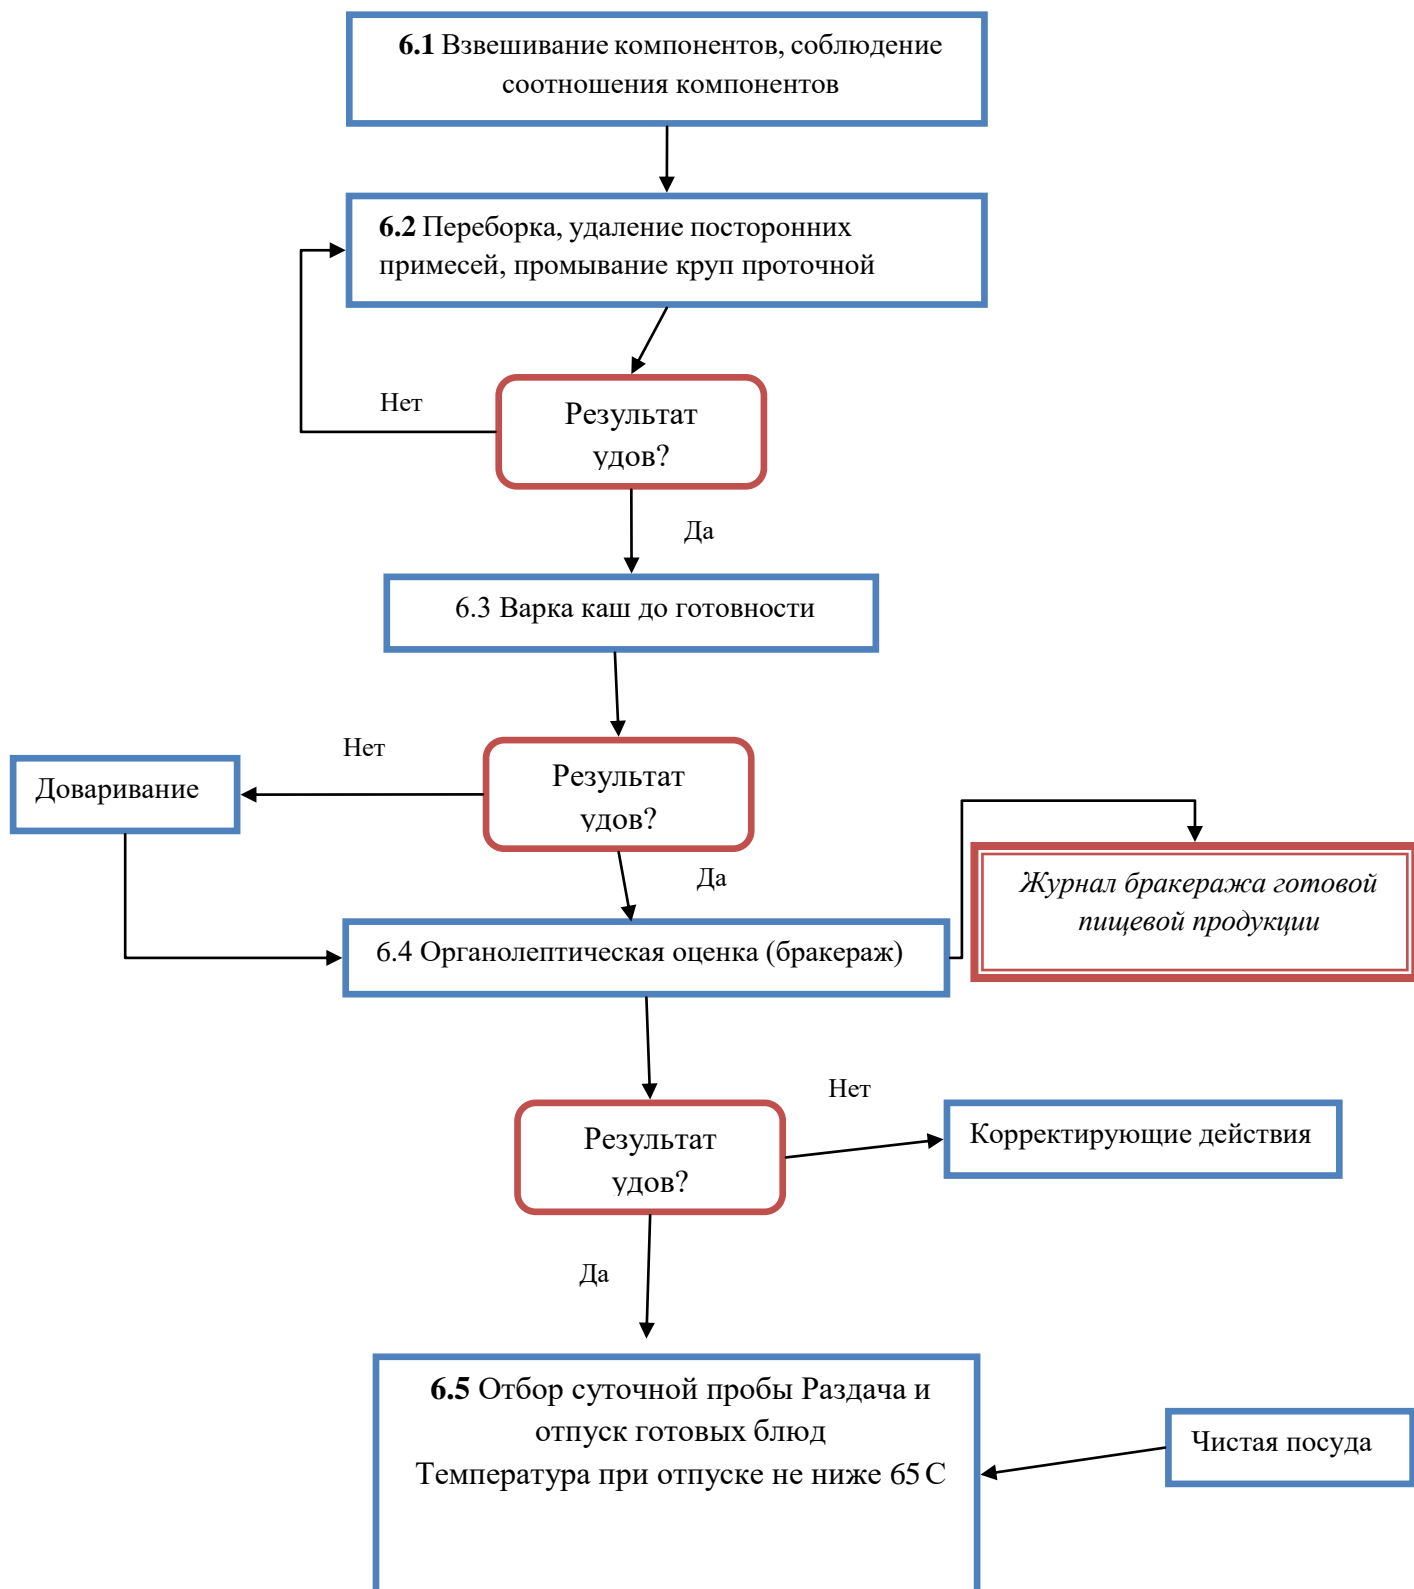 6.1 Взвешивание компонентов, соблюдение
соотношения компонентов
6.2 Переборка, удаление посторонних
примесей, промывание круп проточной
Нет
Результат
удов?
Да
6.3 Варка каш до готовности
Нет
Доваривание
Результат
удов?
Да
Журнал бракеража готовой
пищевой продукции
6.4 Органолептическая оценка (бракераж)
Нет
Результат
удов?
Корректирующие действия
Да
6.5 Отбор суточной пробы Раздача и
отпуск готовых блюд
Температура при отпуске не ниже 65 С
Чистая посуда